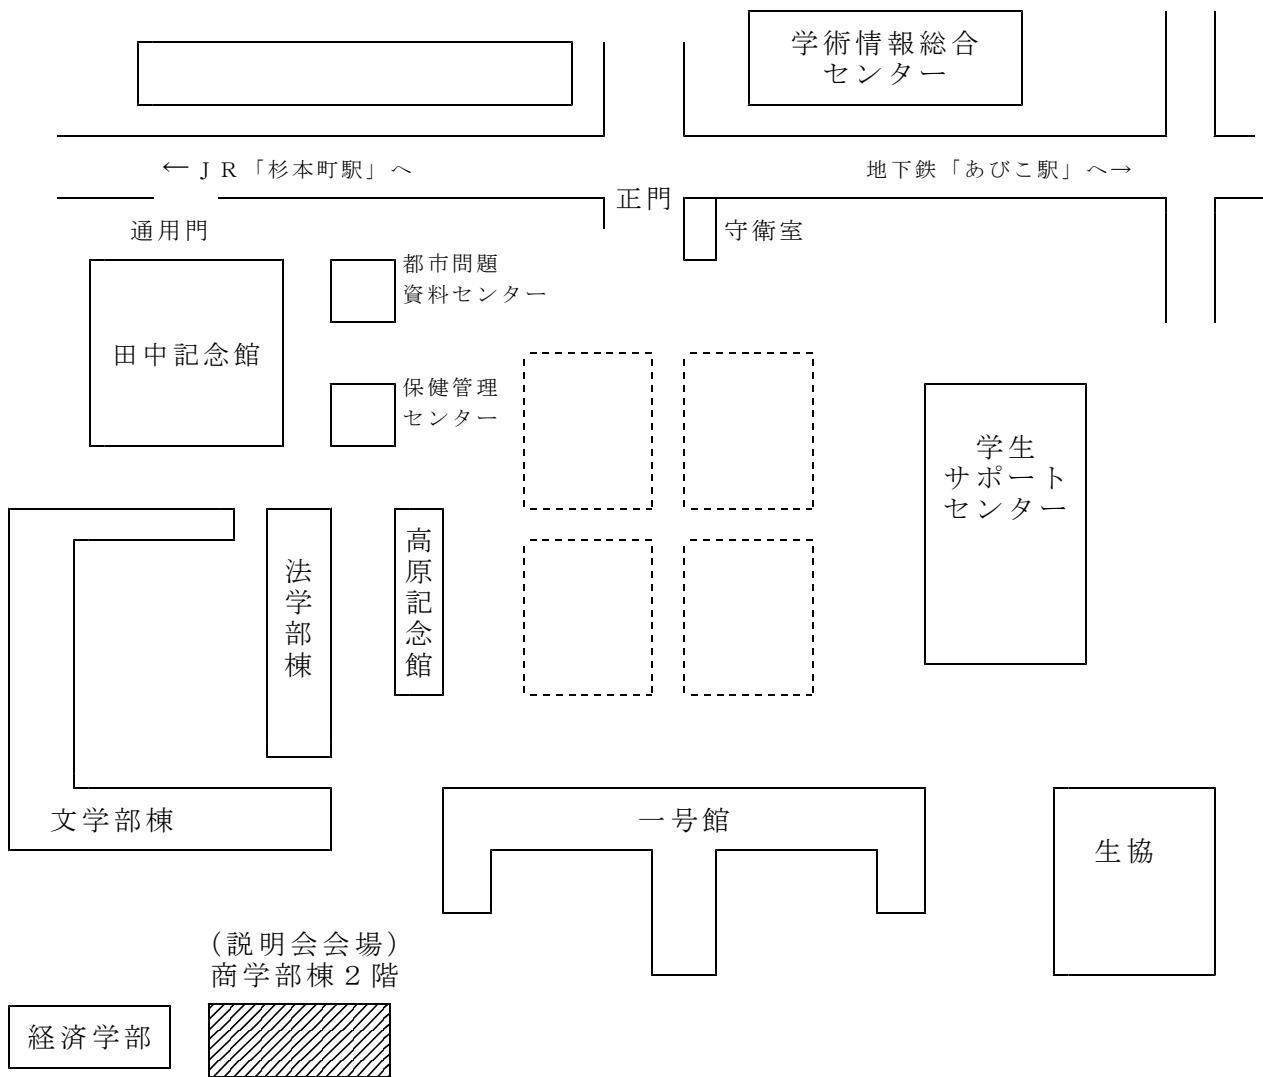 学術情報総合
センター
← ＪＲ「杉本町駅」へ
地下鉄「あびこ駅」へ→
正門
通用門
守衛室
都市問題
資料センター
田中記念館
保健管理
センター
学生
サポート
センター
高原記念館
法学部棟
文学部棟
一号館
生協
(説明会会場)
商学部棟２階
経済学部